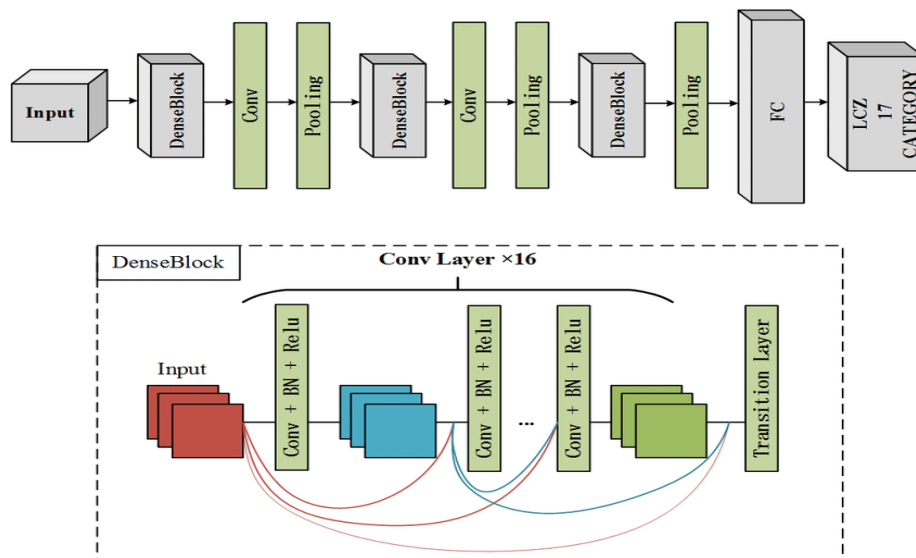 Input
DenseBlock
Conv
Pooling
DenseBlock
Conv
Pooling
DenseBlock
Pooling
FC
LCZ
17
CATEGORY
DenseBlock
Conv Layer ×16
Input
Conv + BN + Relu
Conv + BN + Relu
...
Conv + BN + Relu
Transition Layer